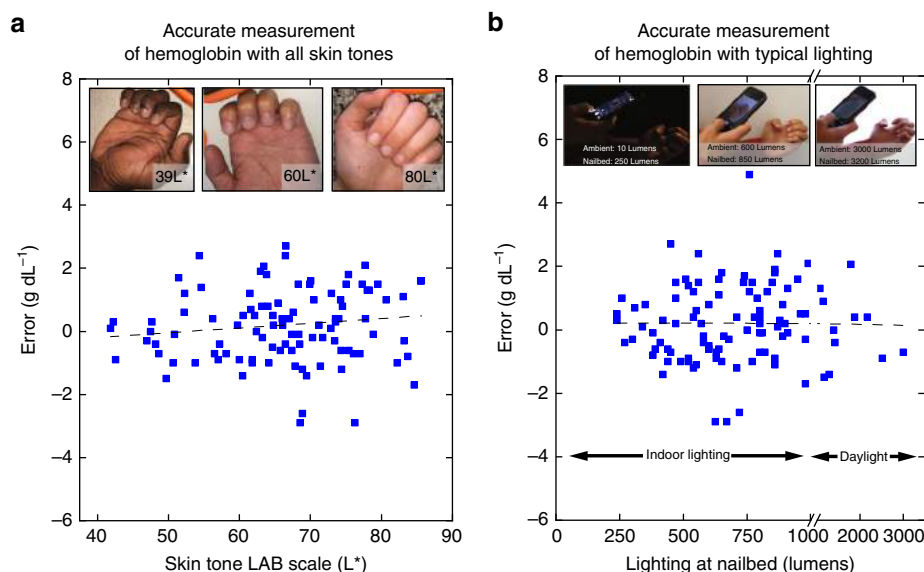 a
Accurate measurement
of hemoglobin with all skin tones
8
6
4
2
0
−2
−4
−6
Error (g dL−1)
39L*
60L*
80L*
40
50
60
70
80
90
Skin tone LAB scale (L*)
b
Accurate measurement
of hemoglobin with typical lighting
8
6
4
2
0
−2
−4
−6
Error (g dL−1)
Ambient: 10 Lumens
Nailbed: 250 Lumens
Ambient: 600 Lumens
Nailbed: 850 Lumens
Ambient: 3000 Lumens
Nailbed: 3200 Lumens
Indoor lighting
Daylight
0
250
500
750
1000
2000
3000
Lighting at nailbed (lumens)